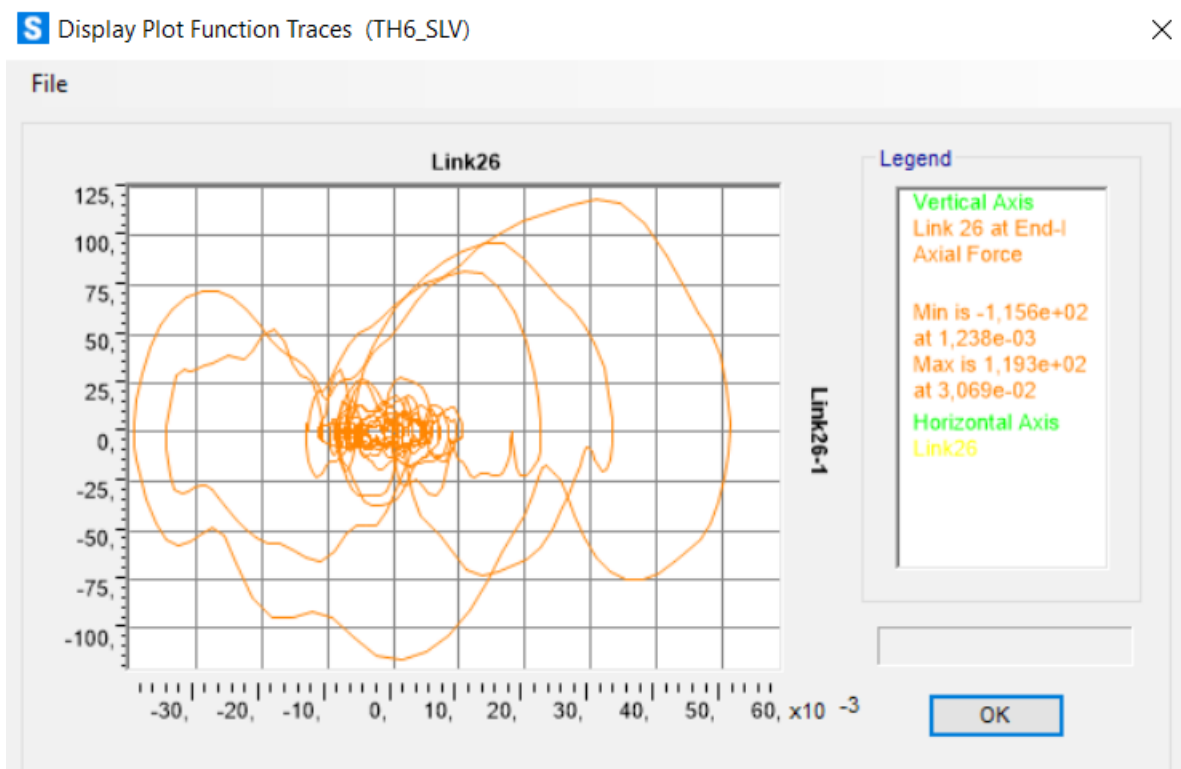 S Display Plot Function Traces (TH6_SLV)
File
Link26
125,
100,
75,
50,
25,
0,
-25,
-50,
-75,
-100,
-30, -20, -10, 0, 10, 20, 30, 40, 50, 60, x10 -3
Link26-1
Legend
Vertical Axis
Link 26 at End-I
Axial Force
Min is -1,156e+02
at 1,238e-03
Max is 1,193e+02
at 3,069e-02
Horizontal Axis
Link26
OK